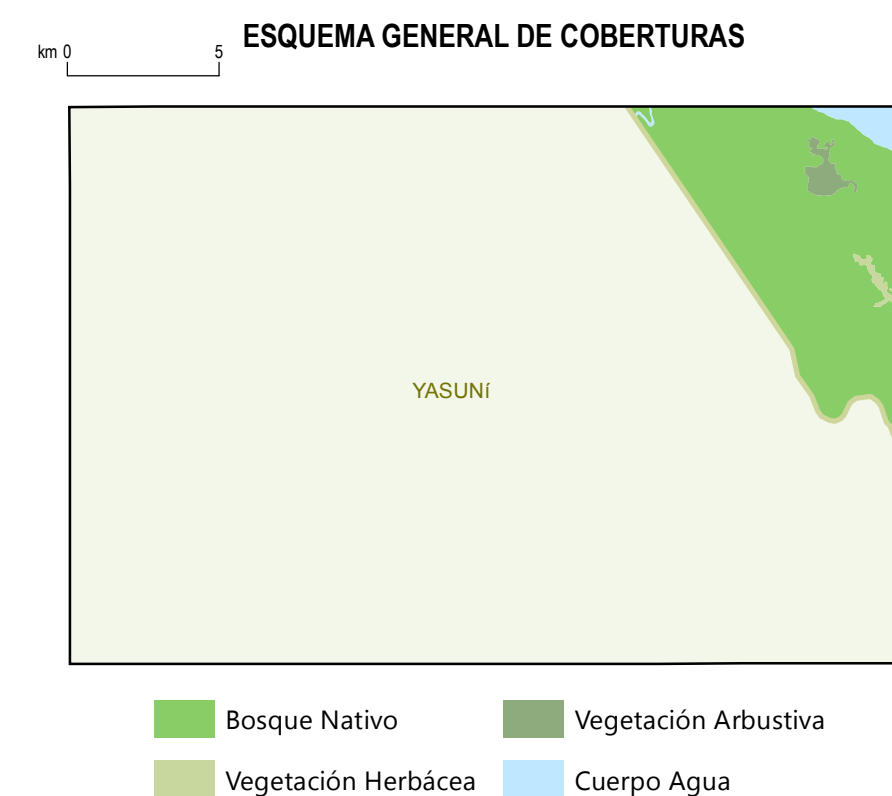 ESQUEMA GENERAL DE COBERTURAS
km 0 5
YASUNí
Bosque Nativo
Vegetación Arbustiva
Vegetación Herbácea
Cuerpo Agua